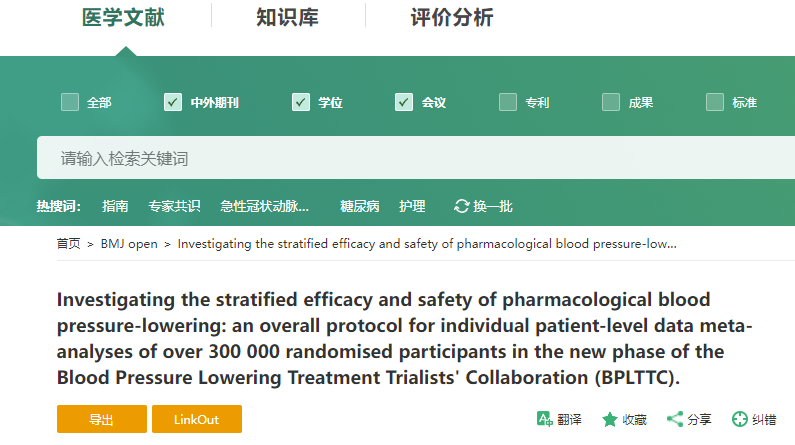 医学文献 知识库 评价分析
全部 中外期刊 学位 会议 专利 成果 标准
请输入检索关键词
热搜词： 指南 专家共识 急性冠状动脉... 糖尿病 护理 换一批
首页 > BMJ open > Investigating the stratified efficacy and safety of pharmacological blood pressure-low...
Investigating the stratified efficacy and safety of pharmacological blood
pressure-lowering: an overall protocol for individual patient-level data meta-
analyses of over 300 000 randomised participants in the new phase of the
Blood Pressure Lowering Treatment Trialists' Collaboration (BPLTTC).
导出 LinkOut 翻译 收藏 分享 纠错